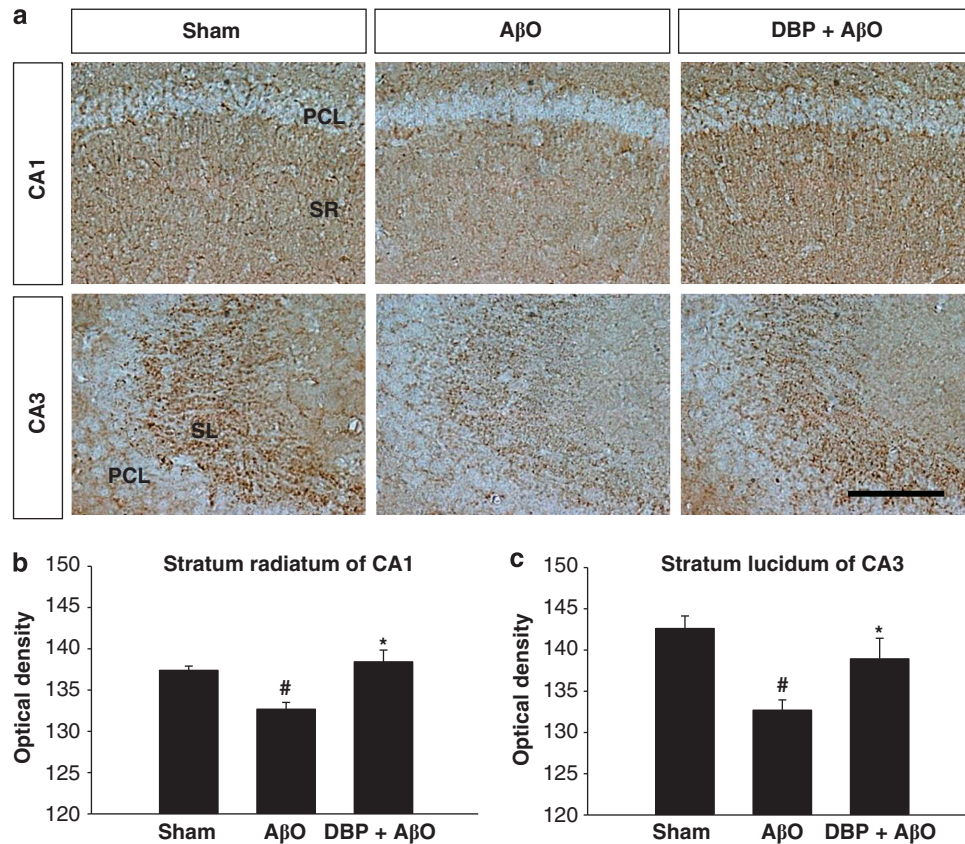 a
Sham
AβO
DBP + AβO
CA1
PCL
SR
CA3
SL
PCL
b
Stratum radiatum of CA1
Optical density
150
145
140
135
130
125
120
#
*
Sham
AβO
DBP + AβO
c
Stratum lucidum of CA3
Optical density
150
145
140
135
130
125
120
#
*
Sham
AβO
DBP + AβO